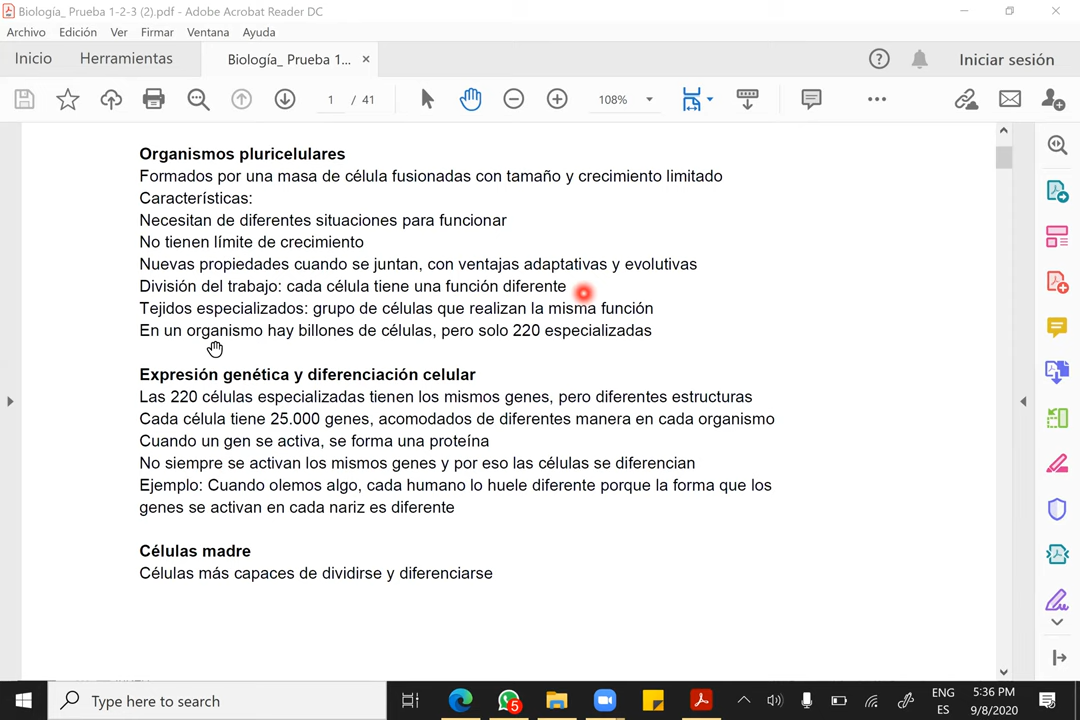 Biología_ Prueba 1-2-3 (2).pdf - Adobe Acrobat Reader DC
Archivo Edición Ver Firmar Ventana Ayuda
Inicio Herramientas Biología_ Prueba 1... × Iniciar sesión
1 / 41 108%
Organismos pluricelulares
Formados por una masa de célula fusionadas con tamaño y crecimiento limitado
Características:
Necesitan de diferentes situaciones para funcionar
No tienen límite de crecimiento
Nuevas propiedades cuando se juntan, con ventajas adaptativas y evolutivas
División del trabajo: cada célula tiene una función diferente
Tejidos especializados: grupo de células que realizan la misma función
En un organismo hay billones de células, pero solo 220 especializadas
Expresión genética y diferenciación celular
Las 220 células especializadas tienen los mismos genes, pero diferentes estructuras
Cada célula tiene 25.000 genes, acomodados de diferentes manera en cada organismo
Cuando un gen se activa, se forma una proteína
No siempre se activan los mismos genes y por eso las células se diferencian
Ejemplo: Cuando olemos algo, cada humano lo huele diferente porque la forma que los
genes se activan en cada nariz es diferente
Células madre
Células más capaces de dividirse y diferenciarse
Type here to search
5
ENG
ES
5:36 PM
9/8/2020